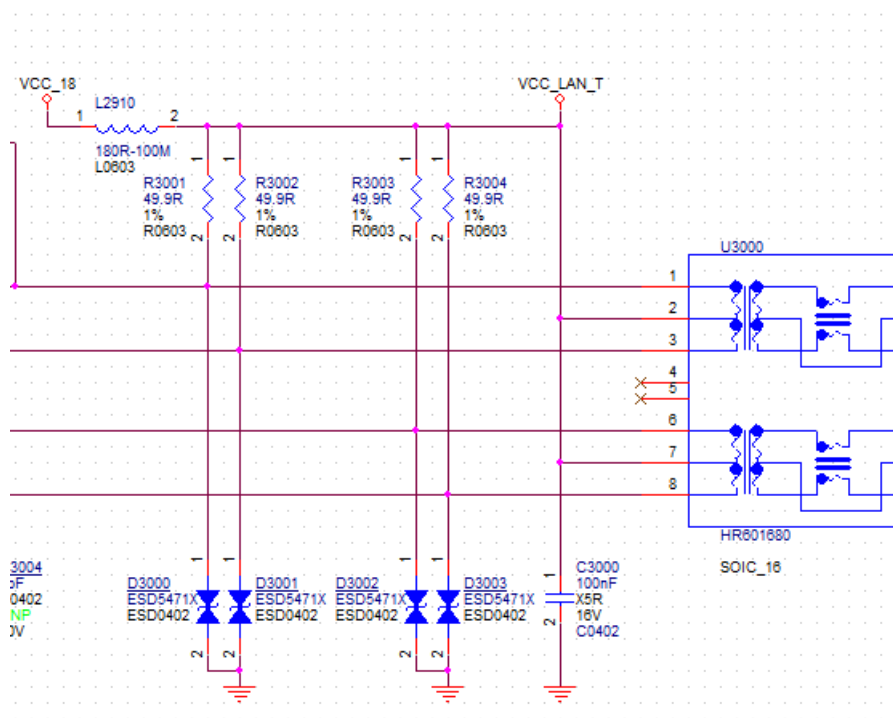 VCC_18
VCC_LAN_T
L2910
1
2
180R-100M
L0603
1
1
1
1
R3001
49.9R
1%
R0603
R3002
49.9R
1%
R0603
R3003
49.9R
1%
R0603
R3004
49.9R
1%
R0603
2
2
2
2
U3000
1
2
3
4
5
6
7
8
HR601680
SOIC_16
3004
pF
0402
NP
0V
1
1
1
1
1
D3000
ESD5471X
ESD0402
D3001
ESD5471X
ESD0402
D3002
ESD5471X
ESD0402
D3003
ESD5471X
ESD0402
C3000
100nF
X5R
16V
C0402
2
2
2
2
2